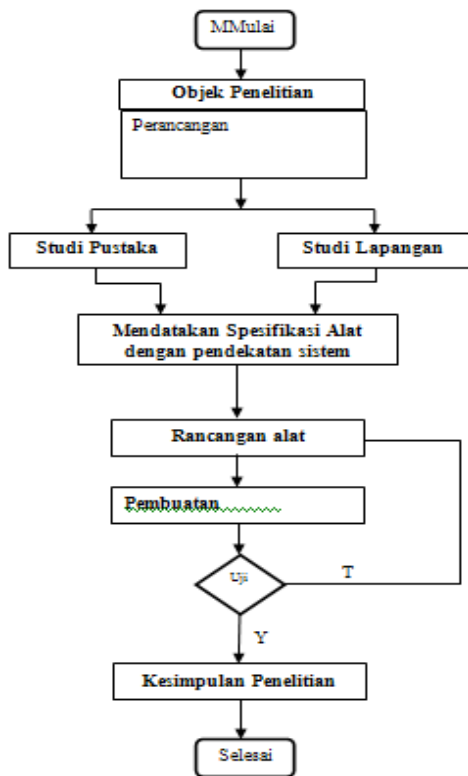 MMulai
Objek Penelitian
Perancangan
Studi Pustaka
Studi Lapangan
Mendatakan Spesifikasi Alat
dengan pendekatan sistem
Rancangan alat
Pembuatan
Uji
T
Y
Kesimpulan Penelitian
Selesai